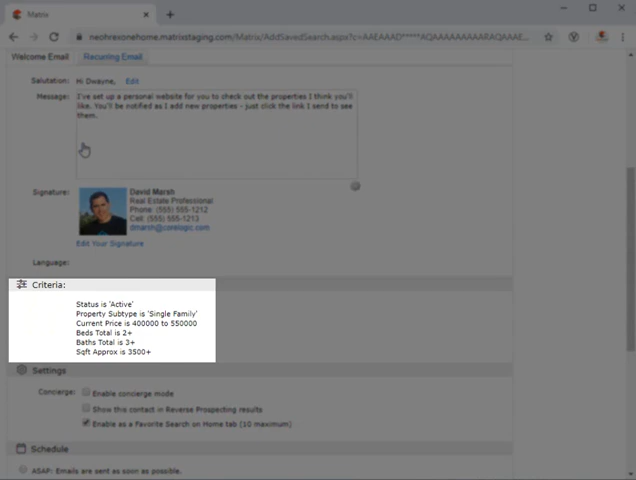 Matrix
neohrexonehome.matrixstaging.com/Matrix/AddSavedSearch.aspx?c=AAEAAAD*****AQAAAAAAAAARAQAAAE...
Welcome Email Recurring Email
Salutation: Hi Dwayne, Edit
Message: I've set up a personal website for you to check out the properties I think you'll
like. You'll be notified as I add new properties - just click the link I send to see
them.
Signature: David Marsh
Real Estate Professional
Phone: (555) 555-1212
Cell: (555) 555-1213
dmarsh@corelogic.com
Edit Your Signature
Language:
Criteria:
Status is 'Active'
Property Subtype is 'Single Family'
Current Price is 400000 to 550000
Beds Total is 2+
Baths Total is 3+
Sqft Approx is 3500+
Settings
Concierge: Enable concierge mode
Show this contact in Reverse Prospecting results
Enable as a Favorite Search on Home tab (10 maximum)
Schedule
ASAP: Emails are sent as soon as possible.